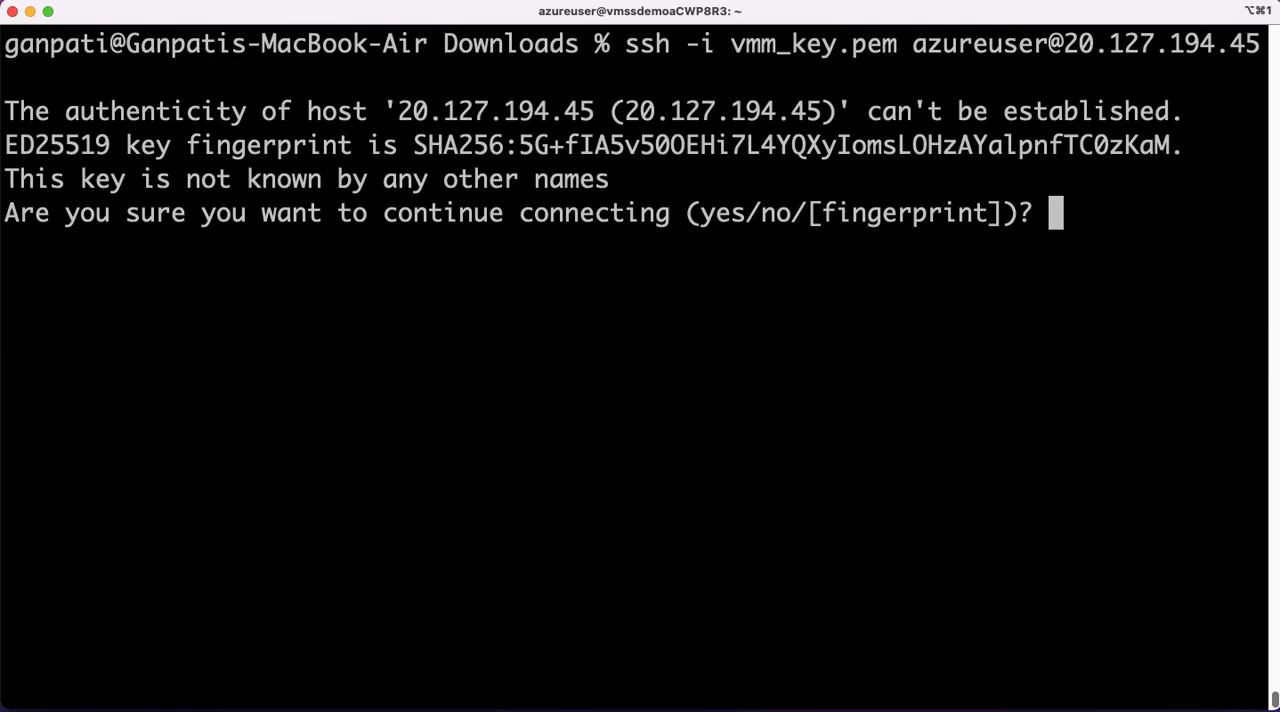 azureuser@vmssdemoaCWP8R3: ~
⌥⌘1
ganpati@Ganpatis-MacBook-Air Downloads % ssh -i vmm_key.pem azureuser@20.127.194.45
The authenticity of host '20.127.194.45 (20.127.194.45)' can't be established.
ED25519 key fingerprint is SHA256:5G+fIA5v50OEHi7L4YQXyIomsLOHzAYalpnfTC0zKaM.
This key is not known by any other names
Are you sure you want to continue connecting (yes/no/[fingerprint])?